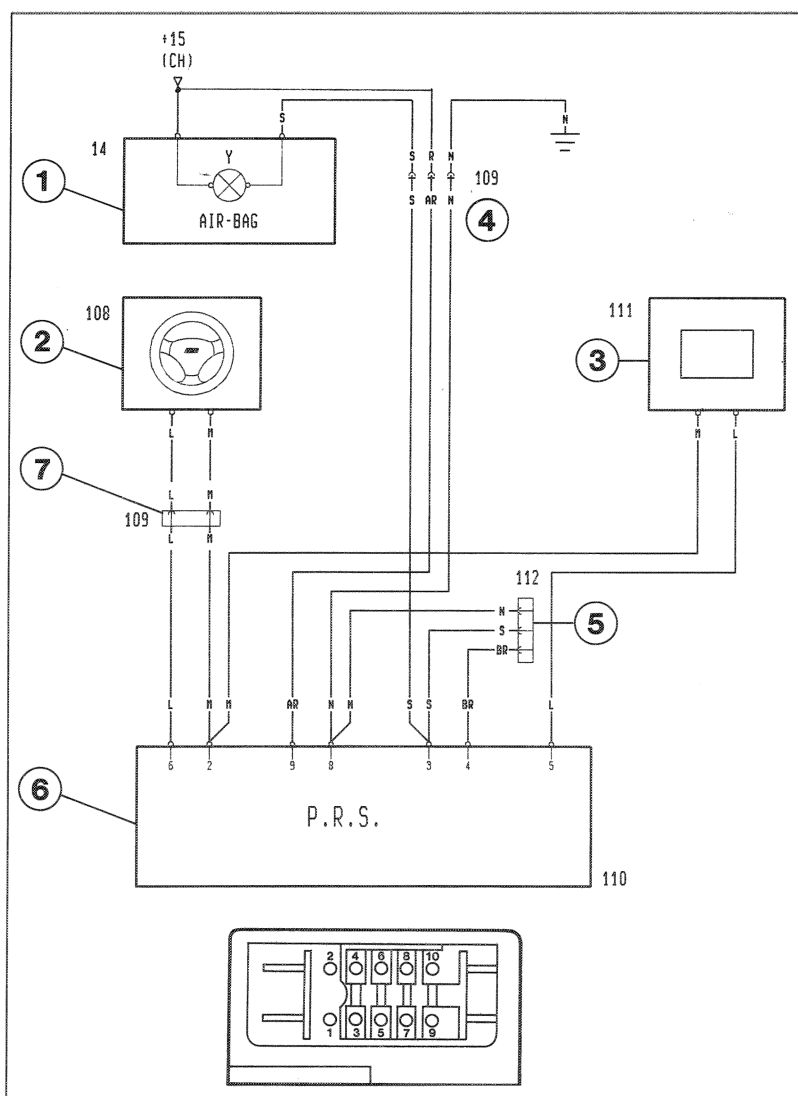 +15
(CH)
S
14
Y
AIR-BAG
1
S R N
N
109
S AR N
4
108
2
111
3
L M
M L
7
L M
109
L M
112
N
S
BR
5
L M M AR N N S S BR L
6 2 9 8 3 4 5
6
P.R.S.
110
2 4 6 8 10
1 3 5 7 9